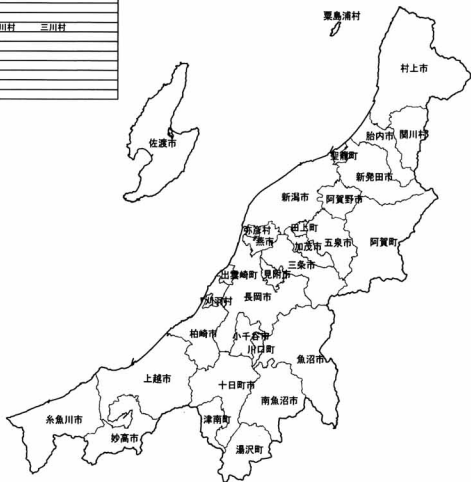 川村 三川村
粟島浦村
村上市
佐渡市
胎内市
関川村
聖籠町
新発田市
新潟市
阿賀野市
弥彦村
田上町
燕市
加茂市
五泉市
阿賀町
三条市
出雲崎町
見附市
長岡市
刈羽村
柏崎市
小千谷市
川口町
魚沼市
上越市
十日町市
南魚沼市
糸魚川市
妙高市
津南町
湯沢町